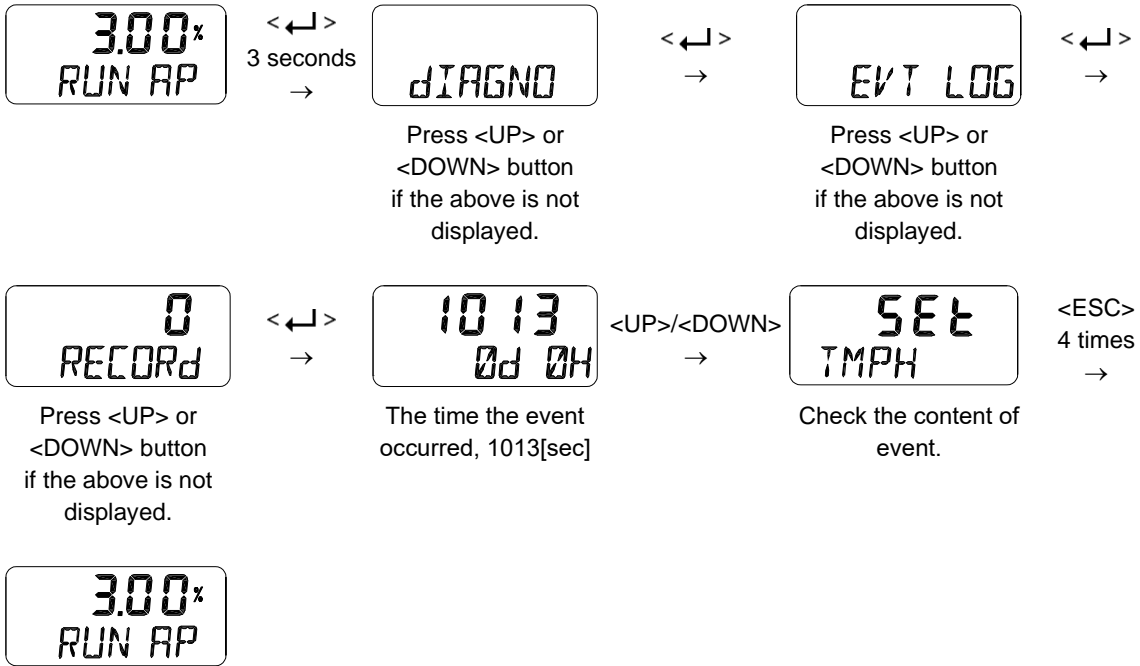 3.00%
RUN AP
< ↵ >
3 seconds
→
dIAGNO
Press <UP> or
<DOWN> button
if the above is not
displayed.
< ↵ >
→
EVT LOG
Press <UP> or
<DOWN> button
if the above is not
displayed.
< ↵ >
→
0
RECORd
Press <UP> or
<DOWN> button
if the above is not
displayed.
< ↵ >
→
1013
0d 0H
The time the event
occurred, 1013[sec]
<UP>/<DOWN>
→
SEt
TMPH
Check the content of
event.
<ESC>
4 times
→
3.00%
RUN AP